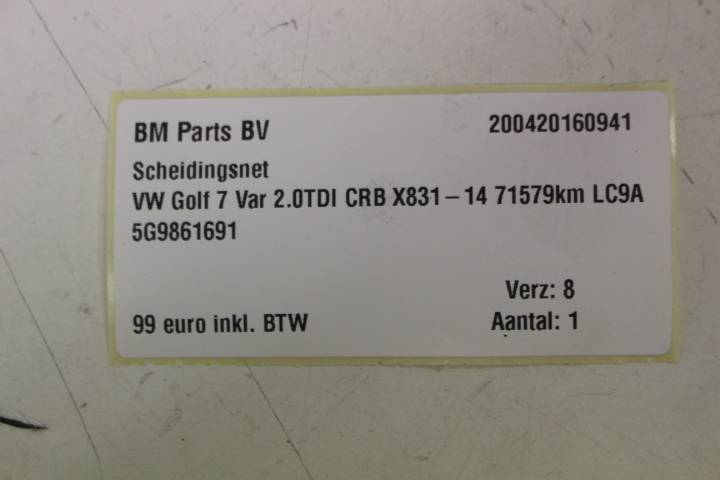 BM Parts BV 200420160941
Scheidingsnet
VW Golf 7 Var 2.0TDI CRB X831-14 71579km LC9A
5G9861691
Verz: 8
99 euro inkl. BTW Aantal: 1